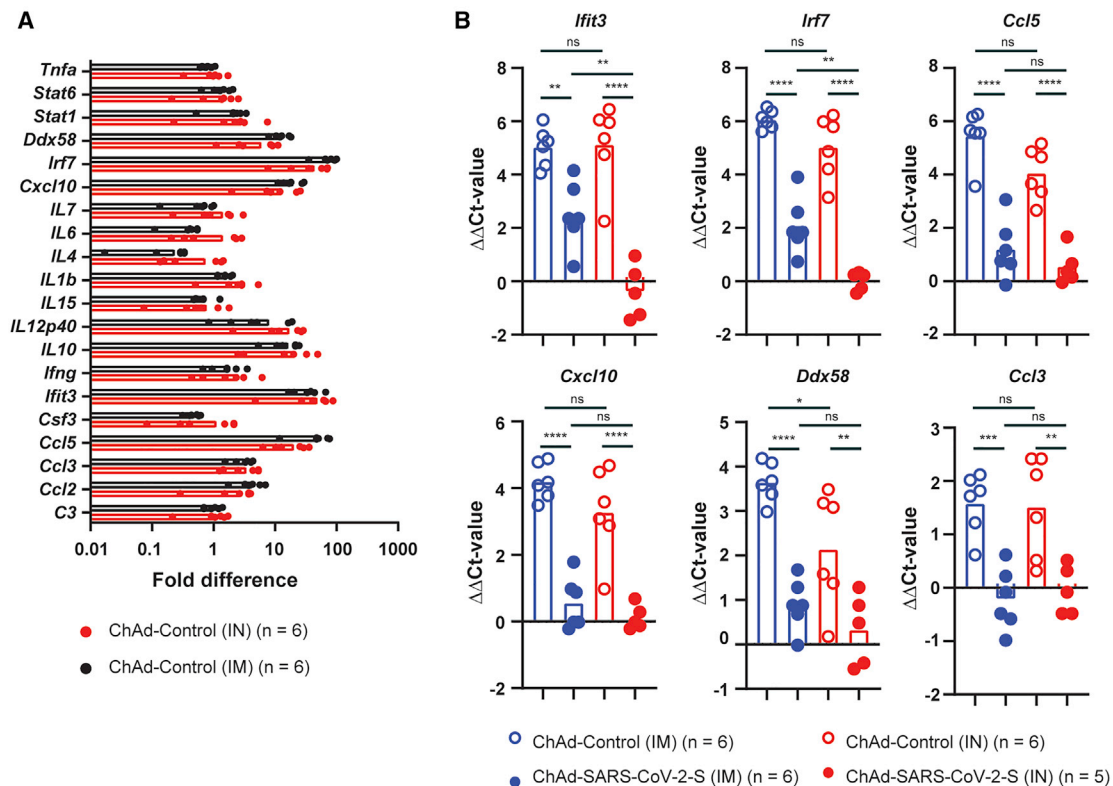 A
Tnfa
Stat6
Stat1
Ddx58
Irf7
Cxcl10
IL7
IL6
IL4
IL1b
IL15
IL12p40
IL10
Ifng
Ifit3
Csf3
Ccl5
Ccl3
Ccl2
C3
0.01 0.1 1 10 100 1000
Fold difference
ChAd-Control (IN) (n = 6)
ChAd-Control (IM) (n = 6)
B
Ifit3
ns
**
** ****
ΔΔCt-value
8
6
4
2
0
-2
Irf7
ns
**
**** ****
ΔΔCt-value
8
6
4
2
0
-2
Ccl5
ns
ns
**** ****
ΔΔCt-value
8
6
4
2
0
-2
Cxcl10
ns
ns
**** ****
ΔΔCt-value
6
4
2
0
-2
Ddx58
*
ns
**** **
ΔΔCt-value
5
4
3
2
1
0
-1
Ccl3
ns
ns
*** **
ΔΔCt-value
3
2
1
0
-1
-2
ChAd-Control (IM) (n = 6)
ChAd-SARS-CoV-2-S (IM) (n = 6)
ChAd-Control (IN) (n = 6)
ChAd-SARS-CoV-2-S (IN) (n = 5)